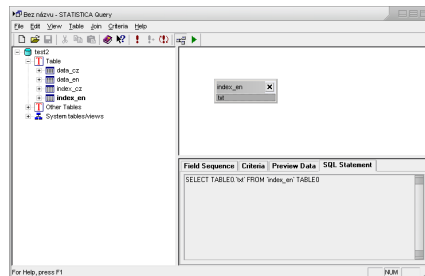 Bez názvu - STATISTICA Query
File Edit View Table Join Criteria Help
test2
Table
data_cz
data_en
index_cz
index_en
Other Tables
System tables/views
index_en
txt
Field Sequence Criteria Preview Data SQL Statement
SELECT TABLE0.'txt' FROM 'index_en' TABLE0
For Help, press F1
NUM